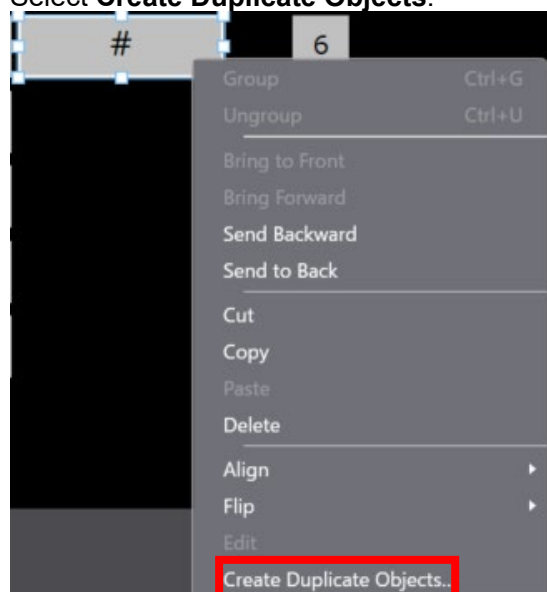 Select Create Duplicate Objects.
# 6
Group Ctrl+G
Ungroup Ctrl+U
Bring to Front
Bring Forward
Send Backward
Send to Back
Cut
Copy
Paste
Delete
Align
Flip
Edit
Create Duplicate Objects..